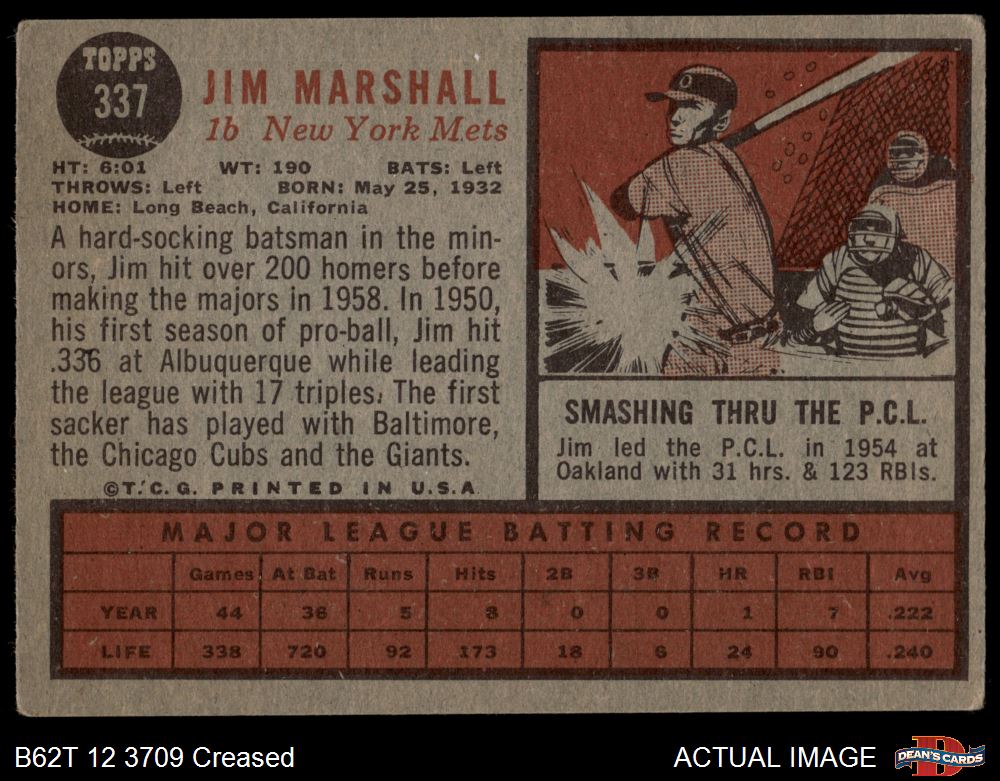 TOPPS
337
JIM MARSHALL
1b New York Mets
HT: 6:01 WT: 190 BATS: Left
THROWS: Left BORN: May 25, 1932
HOME: Long Beach, California
A hard-socking batsman in the min-
ors, Jim hit over 200 homers before
making the majors in 1958. In 1950,
his first season of pro-ball, Jim hit
.336 at Albuquerque while leading
the league with 17 triples. The first
sacker has played with Baltimore,
the Chicago Cubs and the Giants.
©T.C.G. PRINTED IN U.S.A.
O
SMASHING THRU THE P.C.L.
Jim led the P.C.L. in 1954 at
Oakland with 31 hrs. & 123 RBIs.
MAJOR LEAGUE BATTING RECORD
Games At Bat Runs Hits 2B 3B HR RBI Avg
YEAR 44 36 5 8 0 0 1 7 .222
LIFE 338 720 92 173 18 6 24 90 .240
B62T 12 3709 Creased
ACTUAL IMAGE
D
DEAN'S CARDS